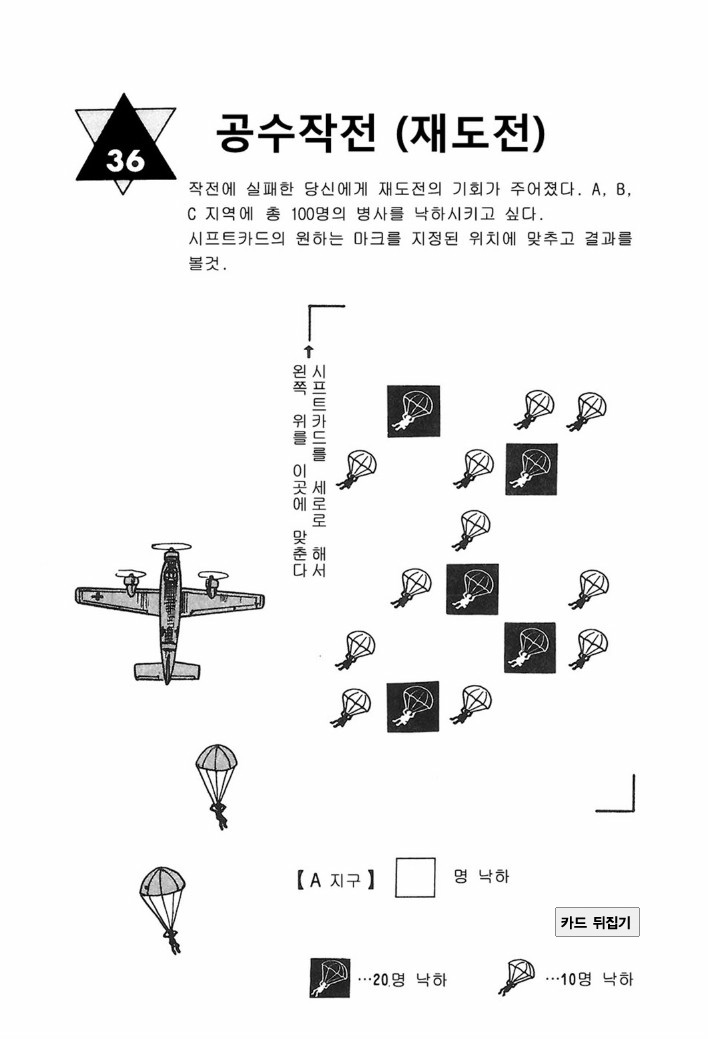 36
공수작전 (재도전)
작전에 실패한 당신에게 재도전의 기회가 주어졌다. A, B,
C 지역에 총 100명의 병사를 낙하시키고 싶다.
시프트카드의 원하는 마크를 지정된 위치에 맞추고 결과를
볼것.
시프트카드를 세로로 해서
왼쪽 위를 이곳에 맞춘다
【A 지구】 명 낙하
카드 뒤집기
…20명 낙하 …10명 낙하